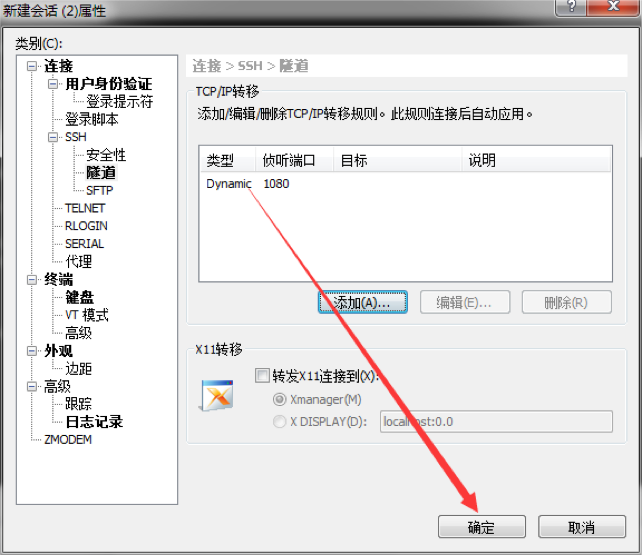 新建会话 (2)属性
?
X
类别(C):
连接
用户身份验证
登录提示符
登录脚本
SSH
安全性
隧道
SFTP
TELNET
RLOGIN
SERIAL
代理
终端
键盘
VT 模式
高级
外观
边距
高级
跟踪
日志记录
ZMODEM
连接 > SSH > 隧道
TCP/IP转移
添加/编辑/删除TCP/IP转移规则。此规则连接后自动应用。
类型 侦听端口 目标 说明
Dynamic 1080
添加(A)... 编辑(E)... 删除(R)
X11转移
转发X11连接到(X):
Xmanager(M)
X DISPLAY(D): localhost:0.0
确定 取消